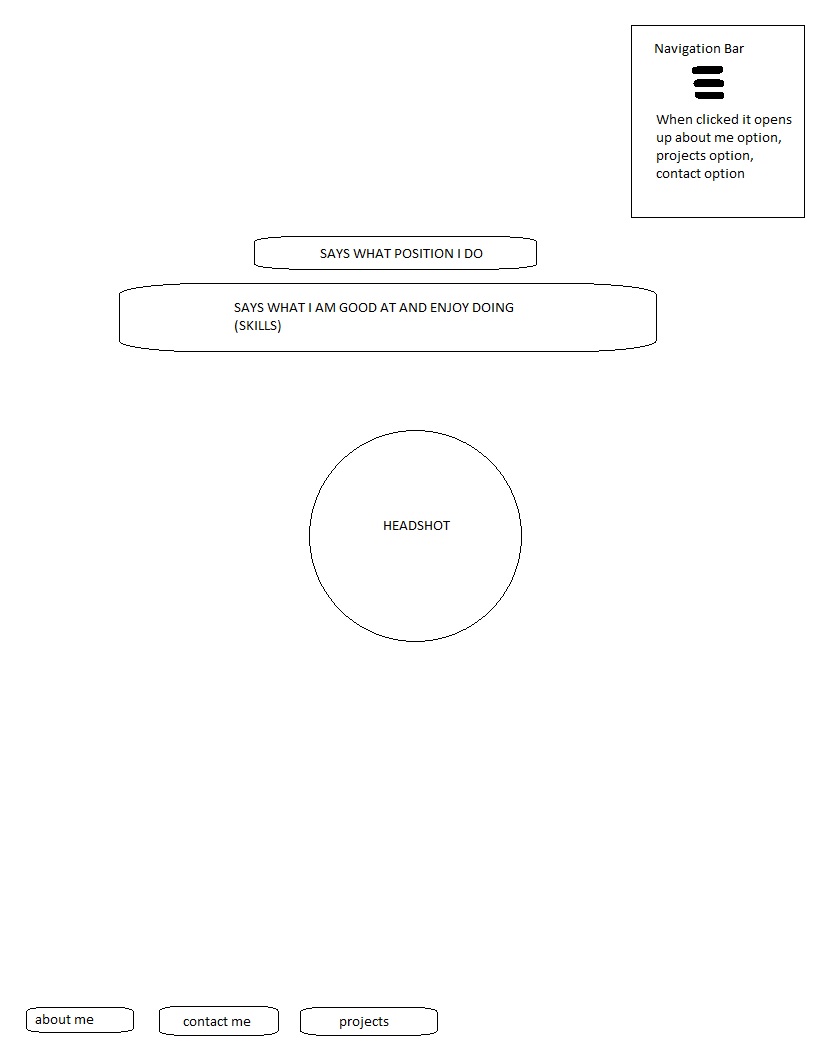 Navigation Bar
When clicked it opens
up about me option,
projects option,
contact option
SAYS WHAT POSITION I DO
SAYS WHAT I AM GOOD AT AND ENJOY DOING
(SKILLS)
HEADSHOT
about me
contact me
projects